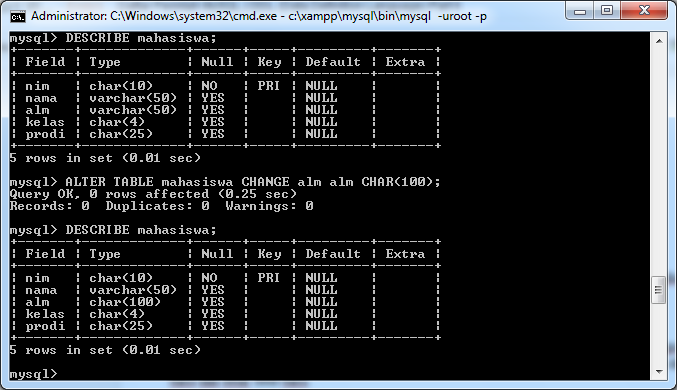 Administrator: C:\Windows\system32\cmd.exe - c:\xampp\mysql\bin\mysql  -uroot -p
mysql> DESCRIBE mahasiswa;
+-------+-------------+------+-----+---------+-------+
| Field | Type        | Null | Key | Default | Extra |
+-------+-------------+------+-----+---------+-------+
| nim   | char(10)    | NO   | PRI | NULL    |       |
| nama  | varchar(50) | YES  |     | NULL    |       |
| alm   | varchar(50) | YES  |     | NULL    |       |
| kelas | char(4)     | YES  |     | NULL    |       |
| prodi | char(25)    | YES  |     | NULL    |       |
+-------+-------------+------+-----+---------+-------+
5 rows in set (0.01 sec)
mysql> ALTER TABLE mahasiswa CHANGE alm alm CHAR(100);
Query OK, 0 rows affected (0.25 sec)
Records: 0  Duplicates: 0  Warnings: 0
mysql> DESCRIBE mahasiswa;
+-------+-------------+------+-----+---------+-------+
| Field | Type        | Null | Key | Default | Extra |
+-------+-------------+------+-----+---------+-------+
| nim   | char(10)    | NO   | PRI | NULL    |       |
| nama  | varchar(50) | YES  |     | NULL    |       |
| alm   | char(100)   | YES  |     | NULL    |       |
| kelas | char(4)     | YES  |     | NULL    |       |
| prodi | char(25)    | YES  |     | NULL    |       |
+-------+-------------+------+-----+---------+-------+
5 rows in set (0.01 sec)
mysql>